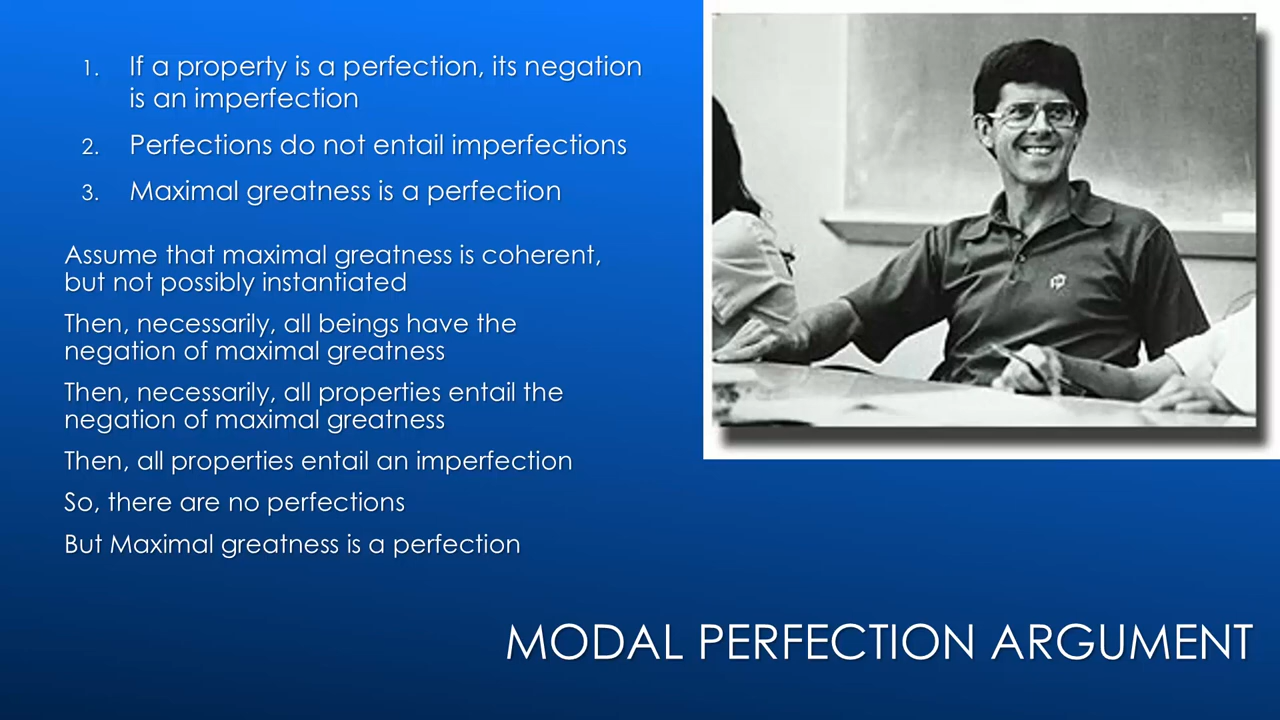 1. If a property is a perfection, its negation
is an imperfection
2. Perfections do not entail imperfections
3. Maximal greatness is a perfection
Assume that maximal greatness is coherent,
but not possibly instantiated
Then, necessarily, all beings have the
negation of maximal greatness
Then, necessarily, all properties entail the
negation of maximal greatness
Then, all properties entail an imperfection
So, there are no perfections
But Maximal greatness is a perfection
MODAL PERFECTION ARGUMENT